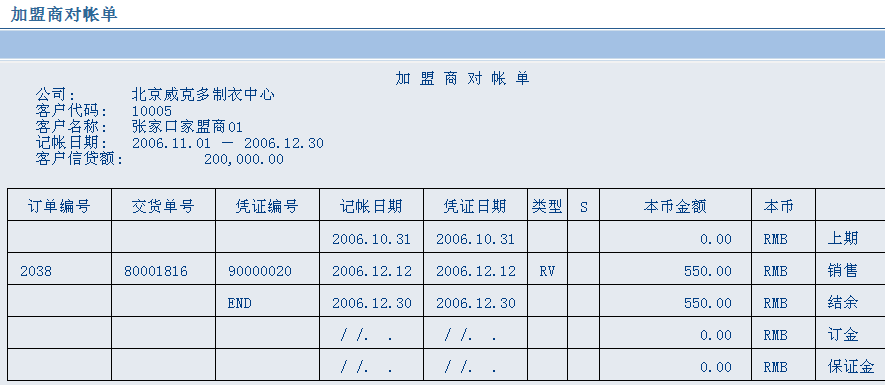 加盟商对帐单
加 盟 商 对 帐 单
公司: 北京威克多制衣中心
客户代码: 10005
客户名称: 张家口家盟商01
记帐日期: 2006.11.01 — 2006.12.30
客户信贷额: 200,000.00
订单编号 交货单号 凭证编号 记帐日期 凭证日期 类型 S 本币金额 本币
2006.10.31 2006.10.31 0.00 RMB 上期
2038 80001816 90000020 2006.12.12 2006.12.12 RV 550.00 RMB 销售
END 2006.12.30 2006.12.30 550.00 RMB 结余
/ /. . / /. . 0.00 RMB 订金
/ /. . / /. . 0.00 RMB 保证金